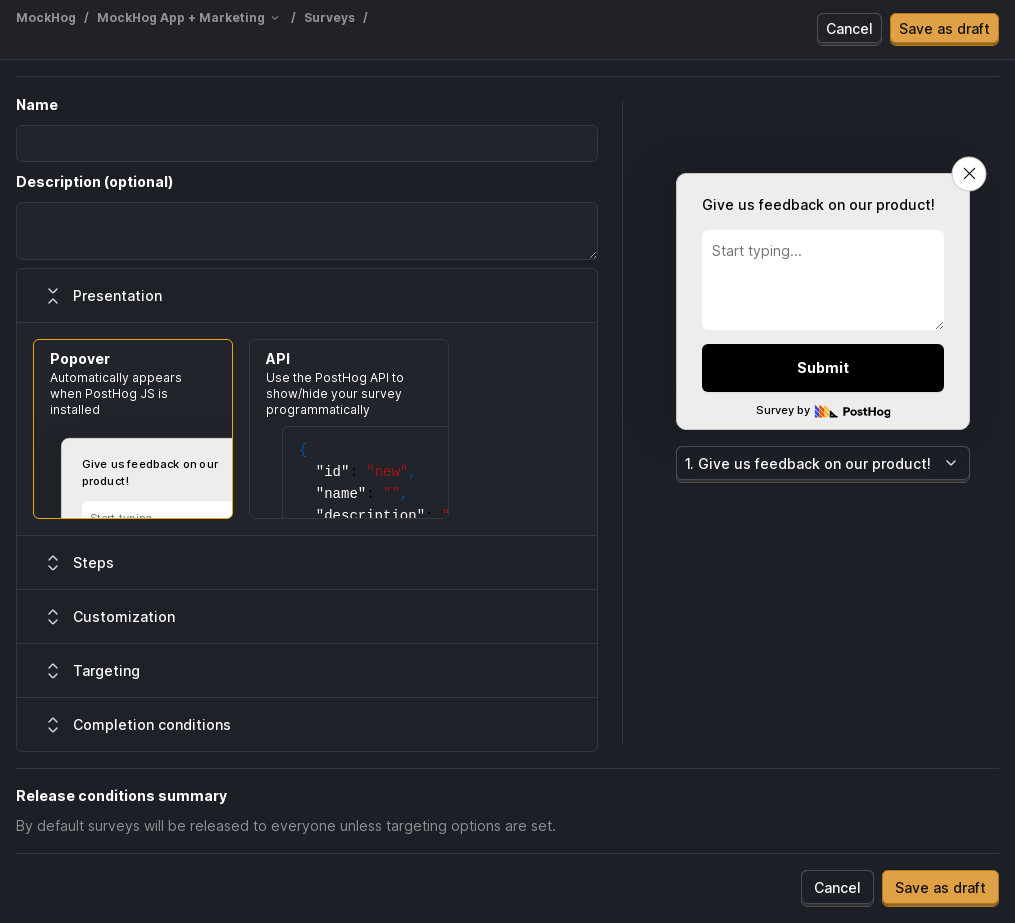 MockHog / MockHog App + Marketing / Surveys /
Cancel
Save as draft
Name
Description (optional)
Presentation
Popover
Automatically appears
when PostHog JS is
installed
Give us feedback on our
product!
Start typing...
API
Use the PostHog API to
show/hide your survey
programmatically
{
"id": "new",
"name": "",
"description": "
Steps
Customization
Targeting
Completion conditions
Give us feedback on our product!
Start typing...
Submit
Survey by PostHog
1. Give us feedback on our product!
Release conditions summary
By default surveys will be released to everyone unless targeting options are set.
Cancel
Save as draft